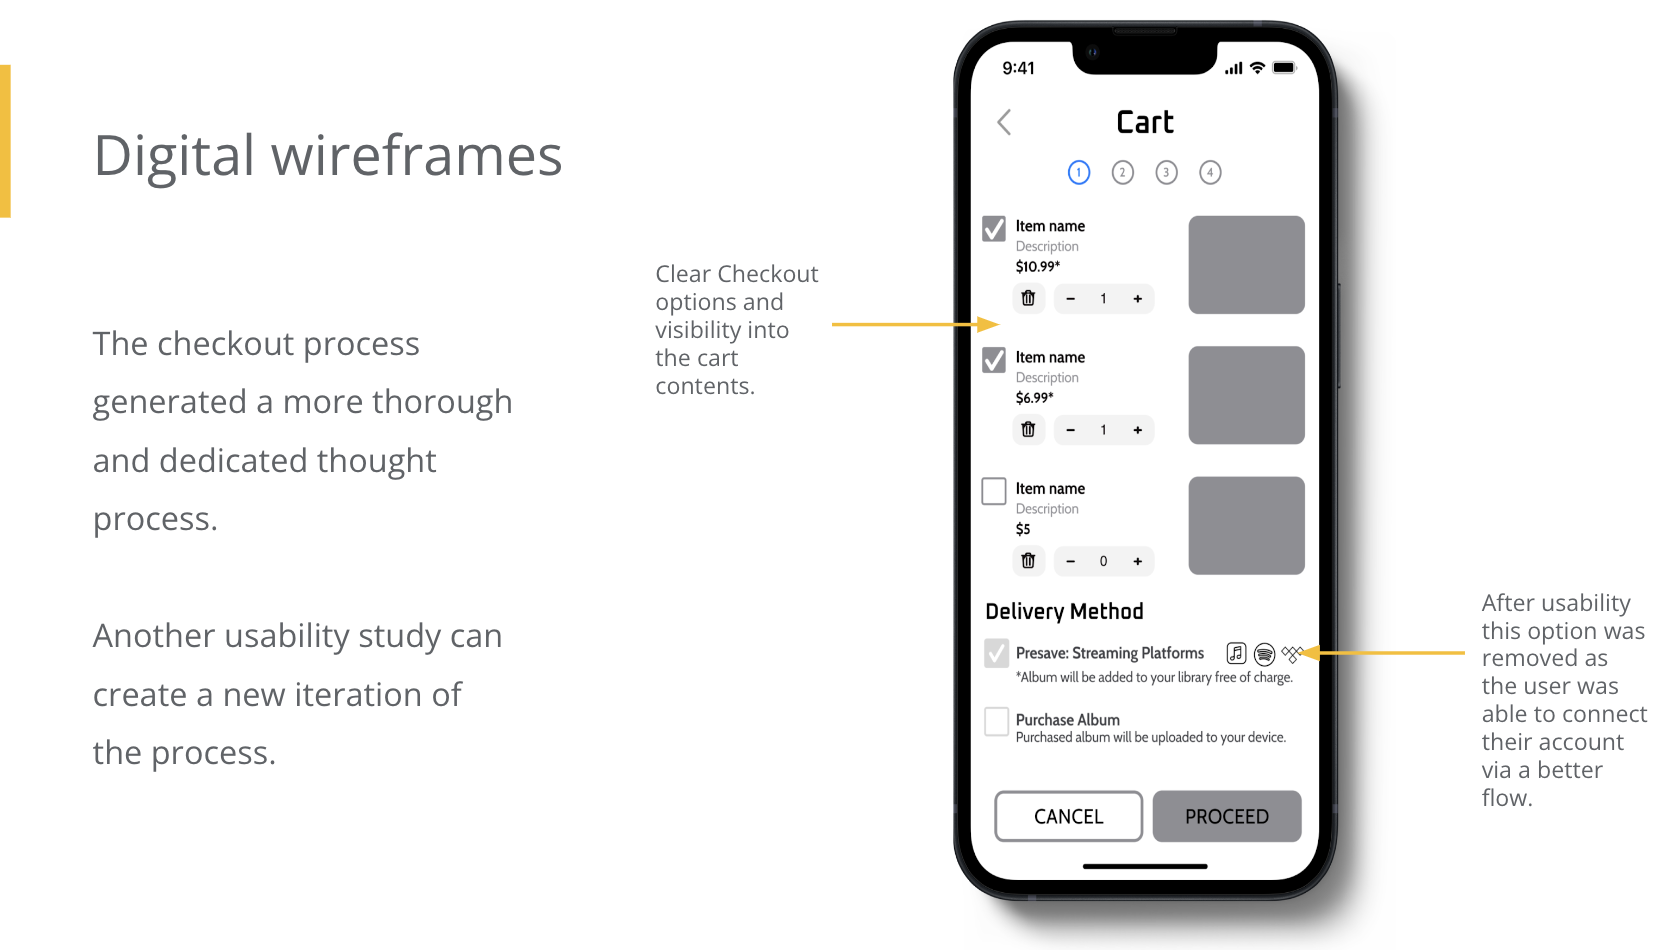 Digital wireframes
The checkout process
generated a more thorough
and dedicated thought
process.
Another usability study can
create a new iteration of
the process.
Clear Checkout
options and
visibility into
the cart
contents.
9:41
Cart
1 2 3 4
Item name
Description
$10.99*
- 1 +
Item name
Description
$6.99*
- 1 +
Item name
Description
$5
- 0 +
Delivery Method
Presave: Streaming Platforms
*Album will be added to your library free of charge.
Purchase Album
Purchased album will be uploaded to your device.
CANCEL PROCEED
After usability
this option was
removed as
the user was
able to connect
their account
via a better
flow.